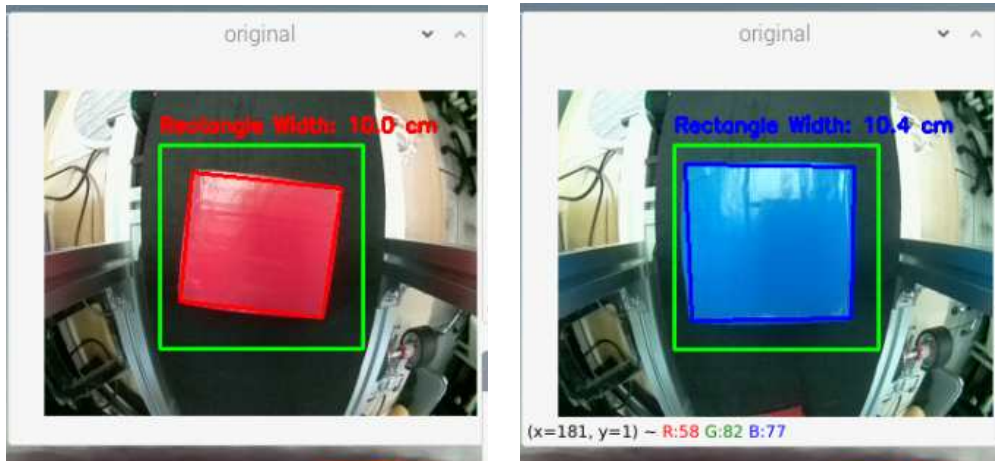 original
Rectangle Width: 10.0 cm
original
Rectangle Width: 10.4 cm
(x=181, y=1) ~ R:58 G:82 B:77